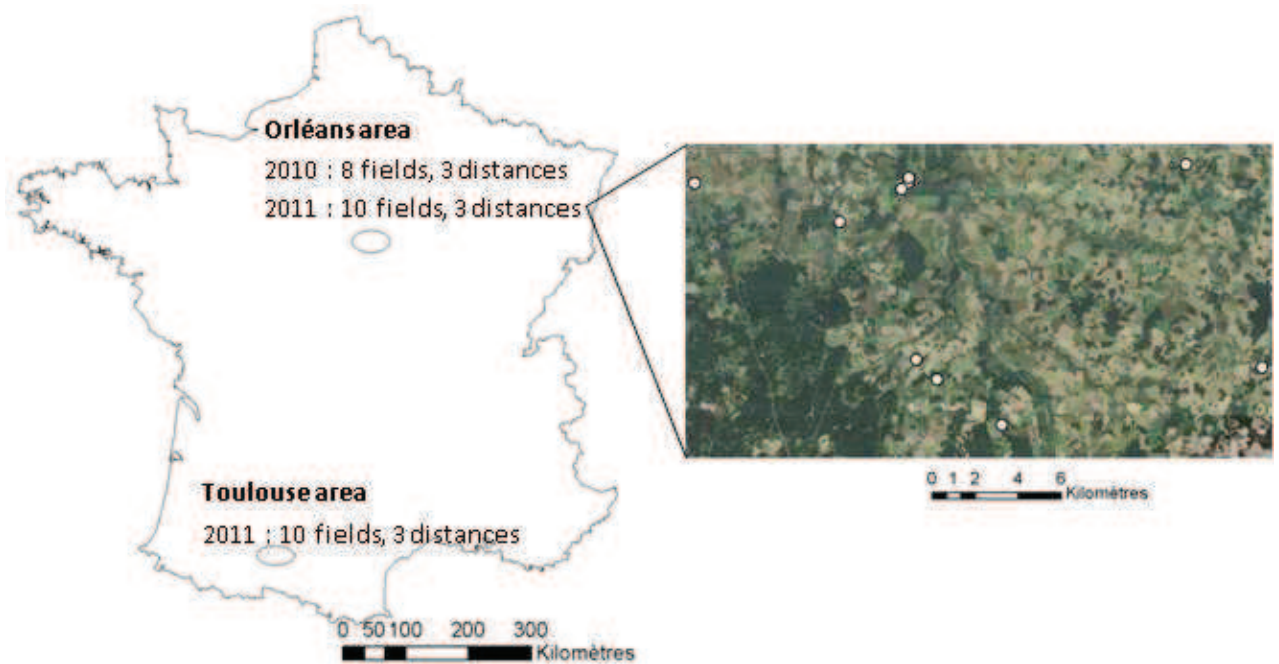 Orléans area
2010 : 8 fields, 3 distances
2011 : 10 fields, 3 distances
Toulouse area
2011 : 10 fields, 3 distances
0 50 100 200 300
Kilomètres
0 1 2 4 6
Kilomètres